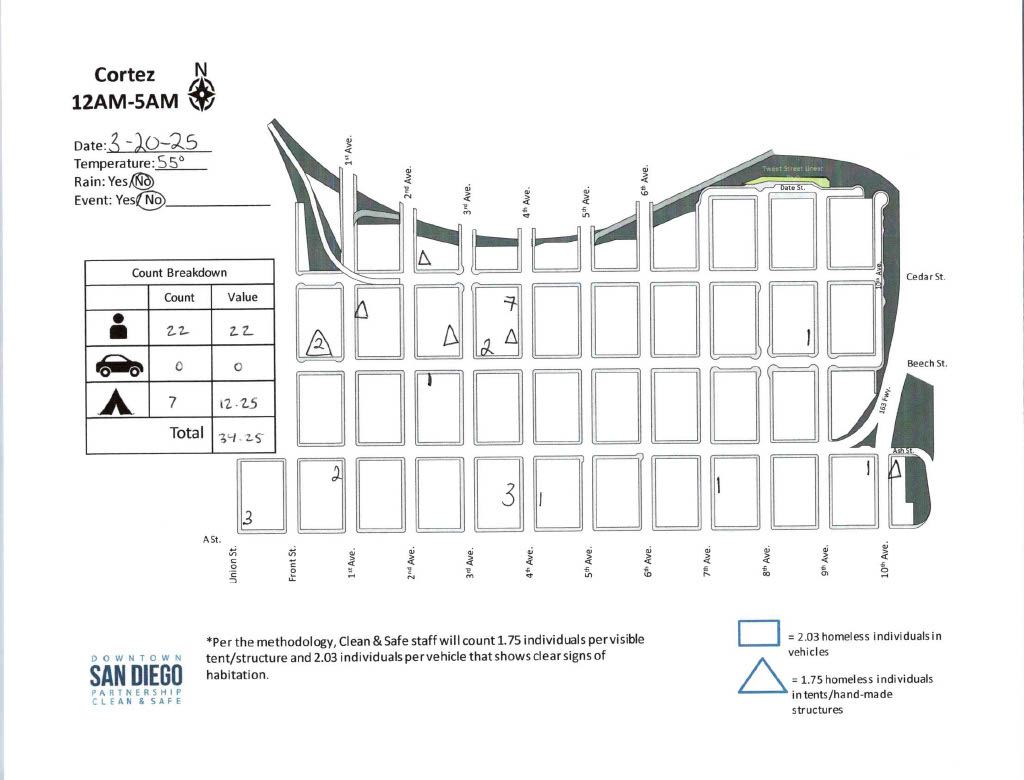 Cortez
N
12AM-5AM
Date: 3-20-25
Temperature: 55°
Rain: Yes/No
Event: Yes/No
Count Breakdown
Count Value
22 22
0 0
7 12.25
Total 34.25
1st Ave.
2nd Ave.
3rd Ave.
4th Ave.
5th Ave.
6th Ave.
Tweet Street Linear
Date St.
10th Ave.
Cedar St.
7
2
2
1
Beech St.
1
163 Fwy.
Ash St.
2
3
3
1
1
1
A St.
Union St.
Front St.
1st Ave.
2nd Ave.
3rd Ave.
4th Ave.
5th Ave.
6th Ave.
7th Ave.
8th Ave.
9th Ave.
10th Ave.
DOWNTOWN
SAN DIEGO
PARTNERSHIP
CLEAN & SAFE
*Per the methodology, Clean & Safe staff will count 1.75 individuals per visible
tent/structure and 2.03 individuals per vehicle that shows clear signs of
habitation.
= 2.03 homeless individuals in
vehicles
= 1.75 homeless individuals
in tents/hand-made
structures